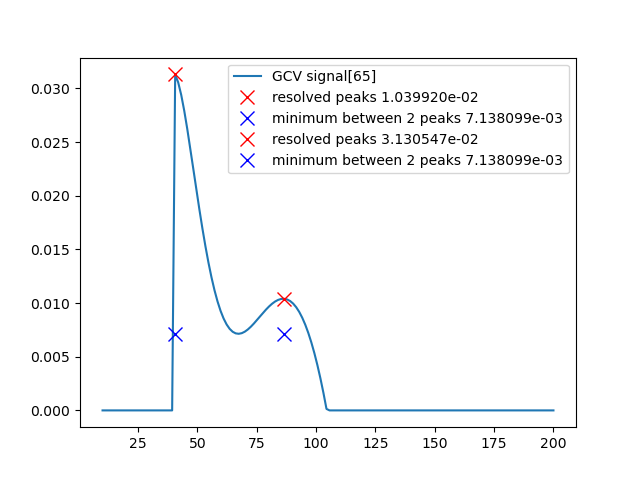 GCV signal[65]
resolved peaks 1.039920e-02
minimum between 2 peaks 7.138099e-03
resolved peaks 3.130547e-02
minimum between 2 peaks 7.138099e-03
0.030
0.025
0.020
0.015
0.010
0.005
0.000
25 50 75 100 125 150 175 200